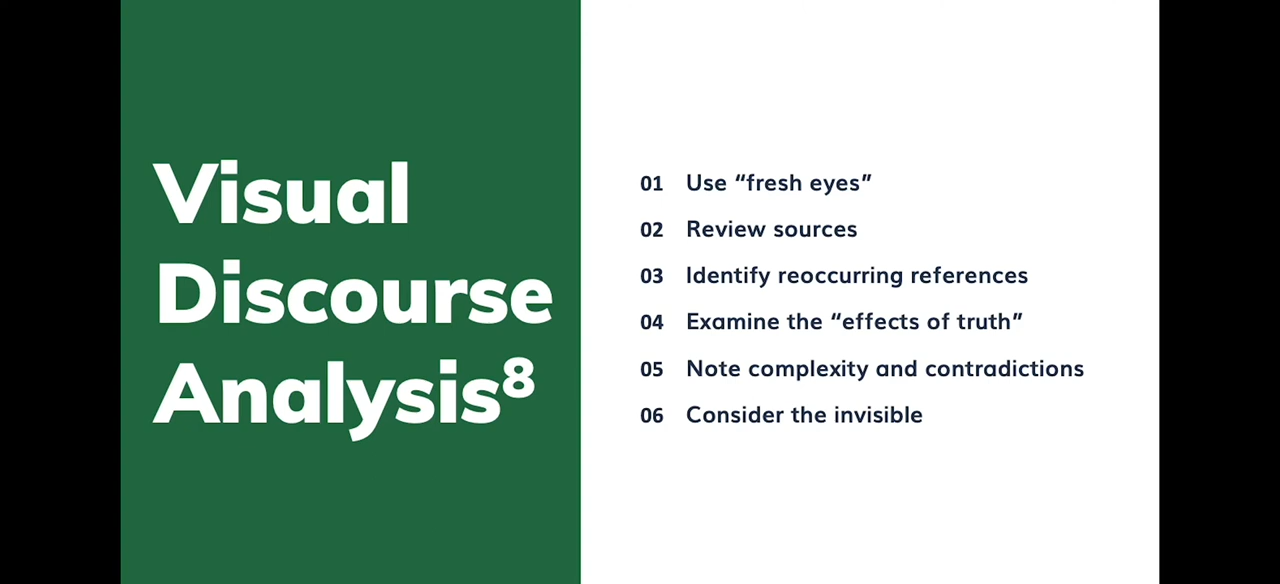 Visual
Discourse
Analysis⁸
01 Use “fresh eyes”
02 Review sources
03 Identify reoccurring references
04 Examine the “effects of truth”
05 Note complexity and contradictions
06 Consider the invisible